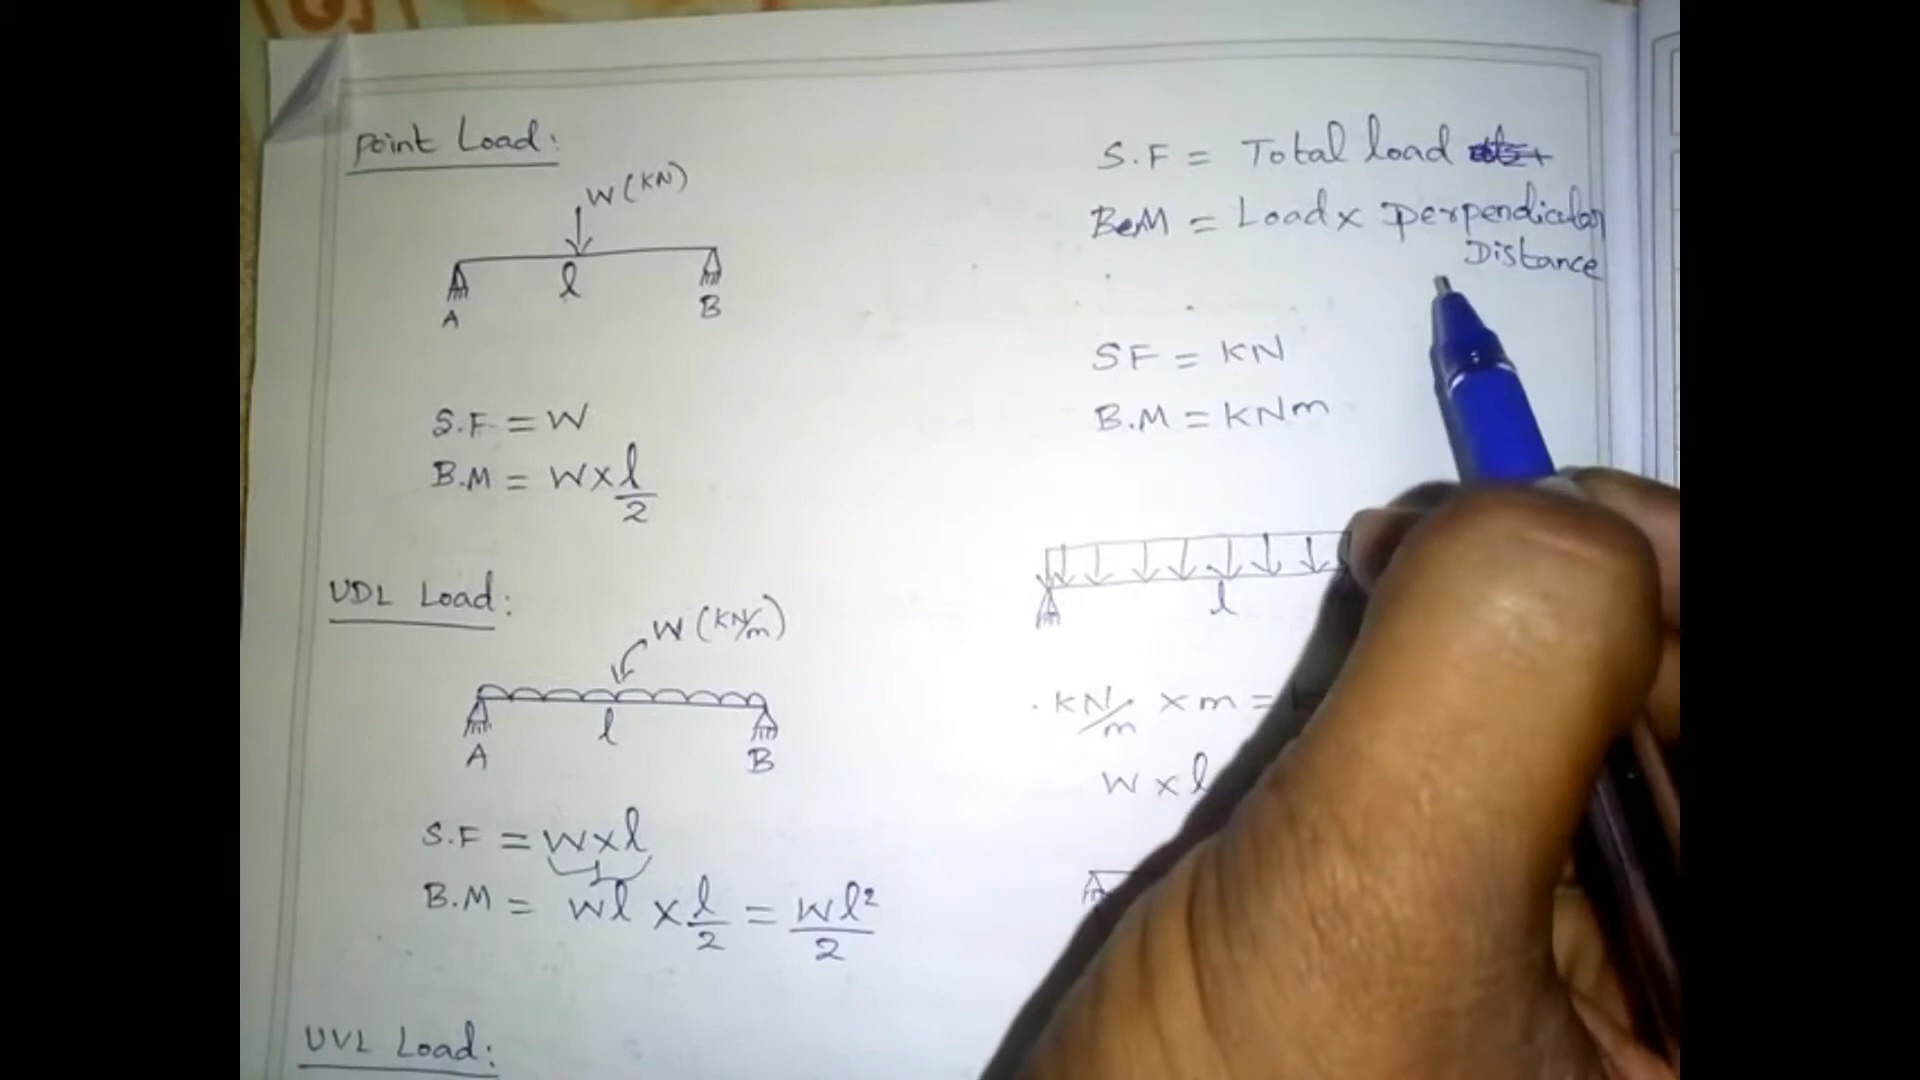 Point Load:
W (KN)
l
A
B
S.F = W
B.M = W x l/2
UDL Load:
W (KN/m)
l
A
B
S.F = W x l
B.M = Wl x l/2 = Wl²/2
UVL Load:
S.F = Total load
B.M = Load x Perpendicular
Distance
SF = KN
B.M = KNm
l
KN/m x m =
W x l